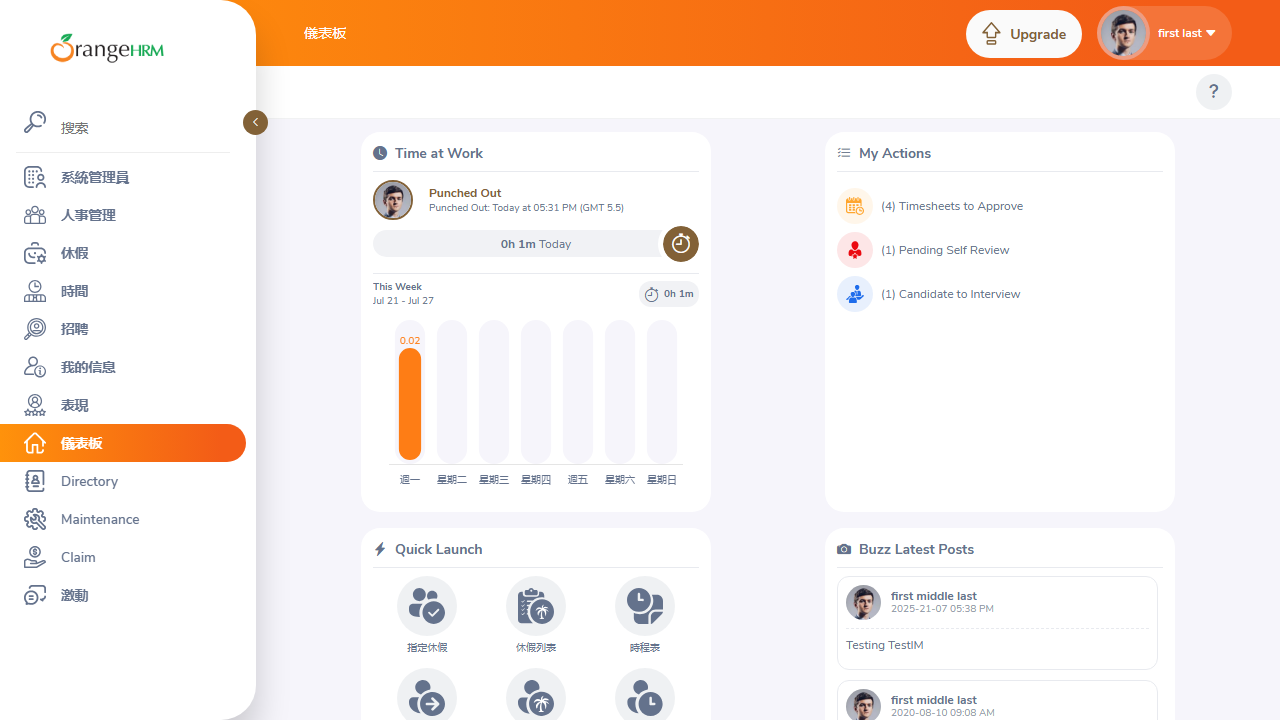 OrangeHRM
儀表板
Upgrade
first last
?
搜索
系統管理員
人事管理
休假
時間
招聘
我的信息
表現
儀表板
Directory
Maintenance
Claim
激動
Time at Work
Punched Out
Punched Out: Today at 05:31 PM (GMT 5.5)
0h 1m Today
This Week
Jul 21 - Jul 27
0h 1m
0.02
週一
星期二
星期三
星期四
週五
星期六
星期日
My Actions
(4) Timesheets to Approve
(1) Pending Self Review
(1) Candidate to Interview
Quick Launch
指定休假
休假列表
時程表
Buzz Latest Posts
first middle last
2025-21-07 05:38 PM
Testing TestIM
first middle last
2020-08-10 09:08 AM